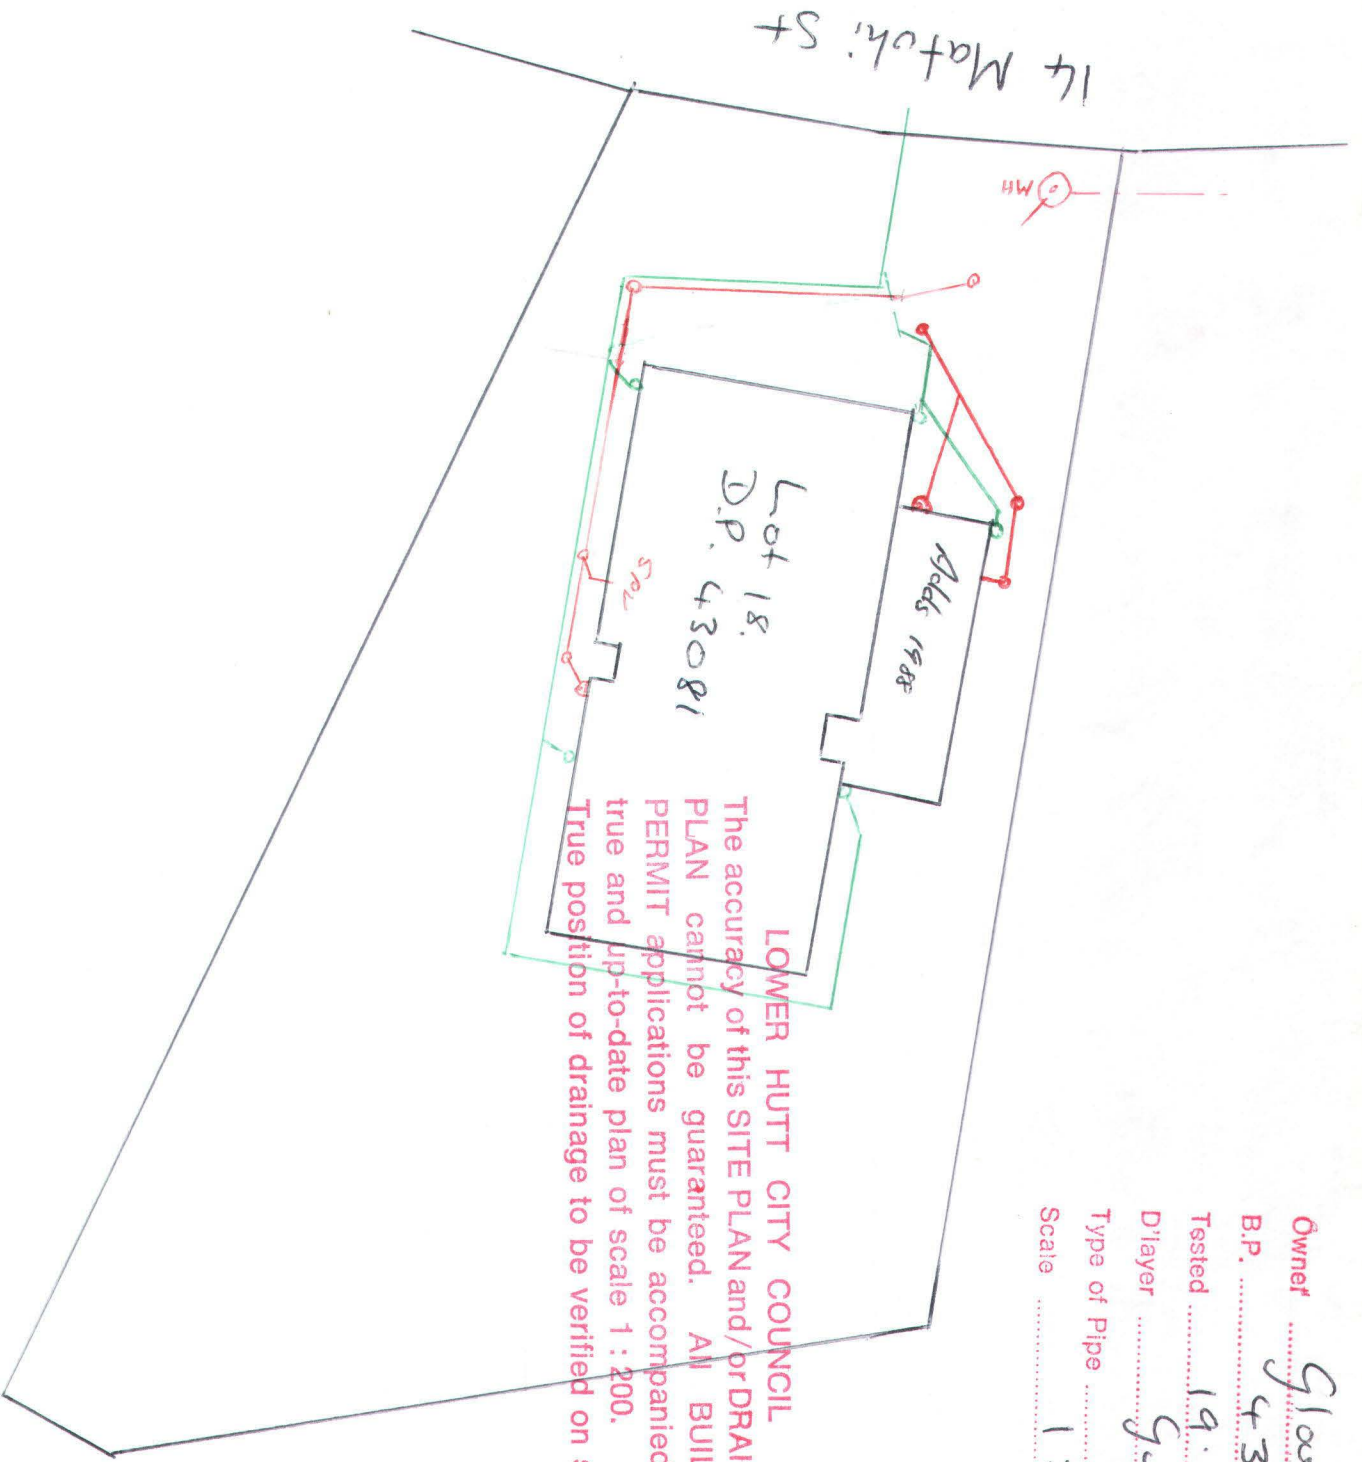 14 Matuhi St
MH
Lot 18.
D.P. 43081
Adds 1988
LOWER HUTT CITY COUNCIL
The accuracy of this SITE PLAN and/or DRAI
PLAN cannot be guaranteed. All BUIL
PERMIT applications must be accompanied
true and up-to-date plan of scale 1 : 200.
True position of drainage to be verified on s
Owner
B.P. 43
Tested 19.
D'layer
Type of Pipe
Scale 1